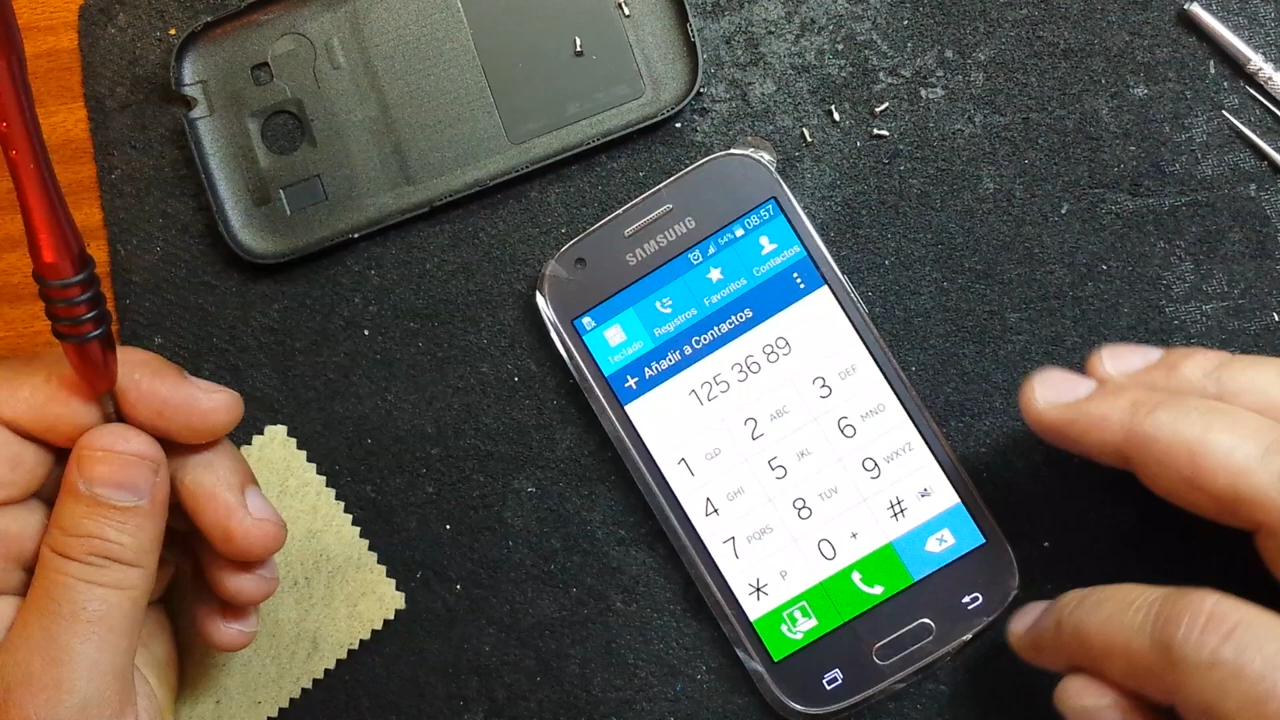 SAMSUNG
54% 08:57
Teclado Registros Favoritos Contactos
+ Añadir a Contactos
125 36 89
1 2 ABC 3 DEF
4 GHI 5 JKL 6 MNO
7 PQRS 8 TUV 9 WXYZ
* P 0 + #